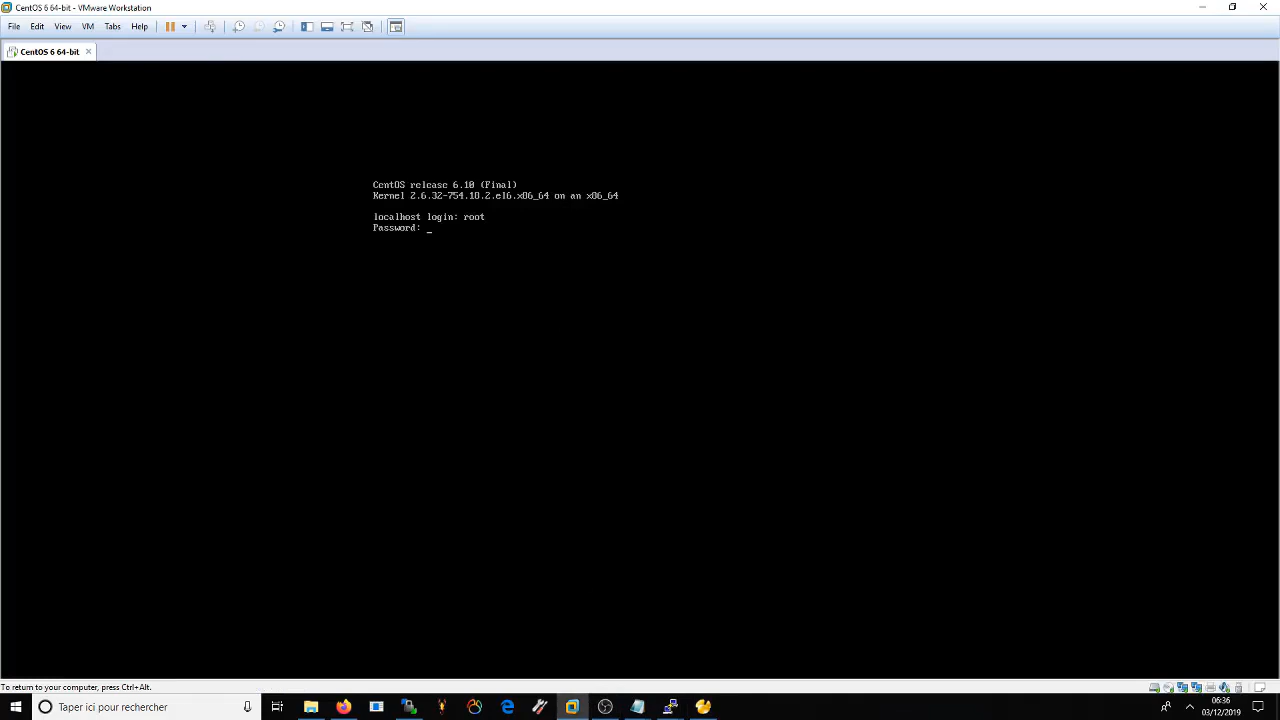 CentOS 6 64-bit - VMware Workstation
File Edit View VM Tabs Help
CentOS 6 64-bit
CentOS release 6.10 (Final)
Kernel 2.6.32-754.10.2.el6.x86_64 on an x86_64
localhost login: root
Password: _
To return to your computer, press Ctrl+Alt.
Taper ici pour rechercher
06:36
03/12/2019